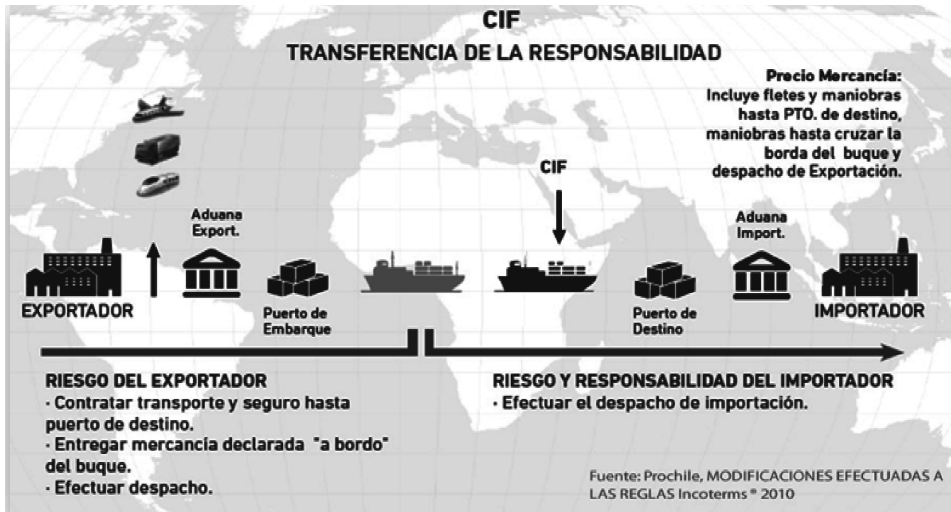 CIF
TRANSFERENCIA DE LA RESPONSABILIDAD
Precio Mercancía:
Incluye fletes y maniobras
hasta PTO. de destino,
maniobras hasta cruzar la
borda del buque y
despacho de Exportación.
CIF
Aduana
Export.
Aduana
Import.
EXPORTADOR
Puerto de
Embarque
Puerto de
Destino
IMPORTADOR
RIESGO DEL EXPORTADOR
· Contratar transporte y seguro hasta
puerto de destino.
· Entregar mercancía declarada "a bordo"
del buque.
· Efectuar despacho.
RIESGO Y RESPONSABILIDAD DEL IMPORTADOR
· Efectuar el despacho de importación.
Fuente: Prochile, MODIFICACIONES EFECTUADAS A
LAS REGLAS Incoterms ® 2010